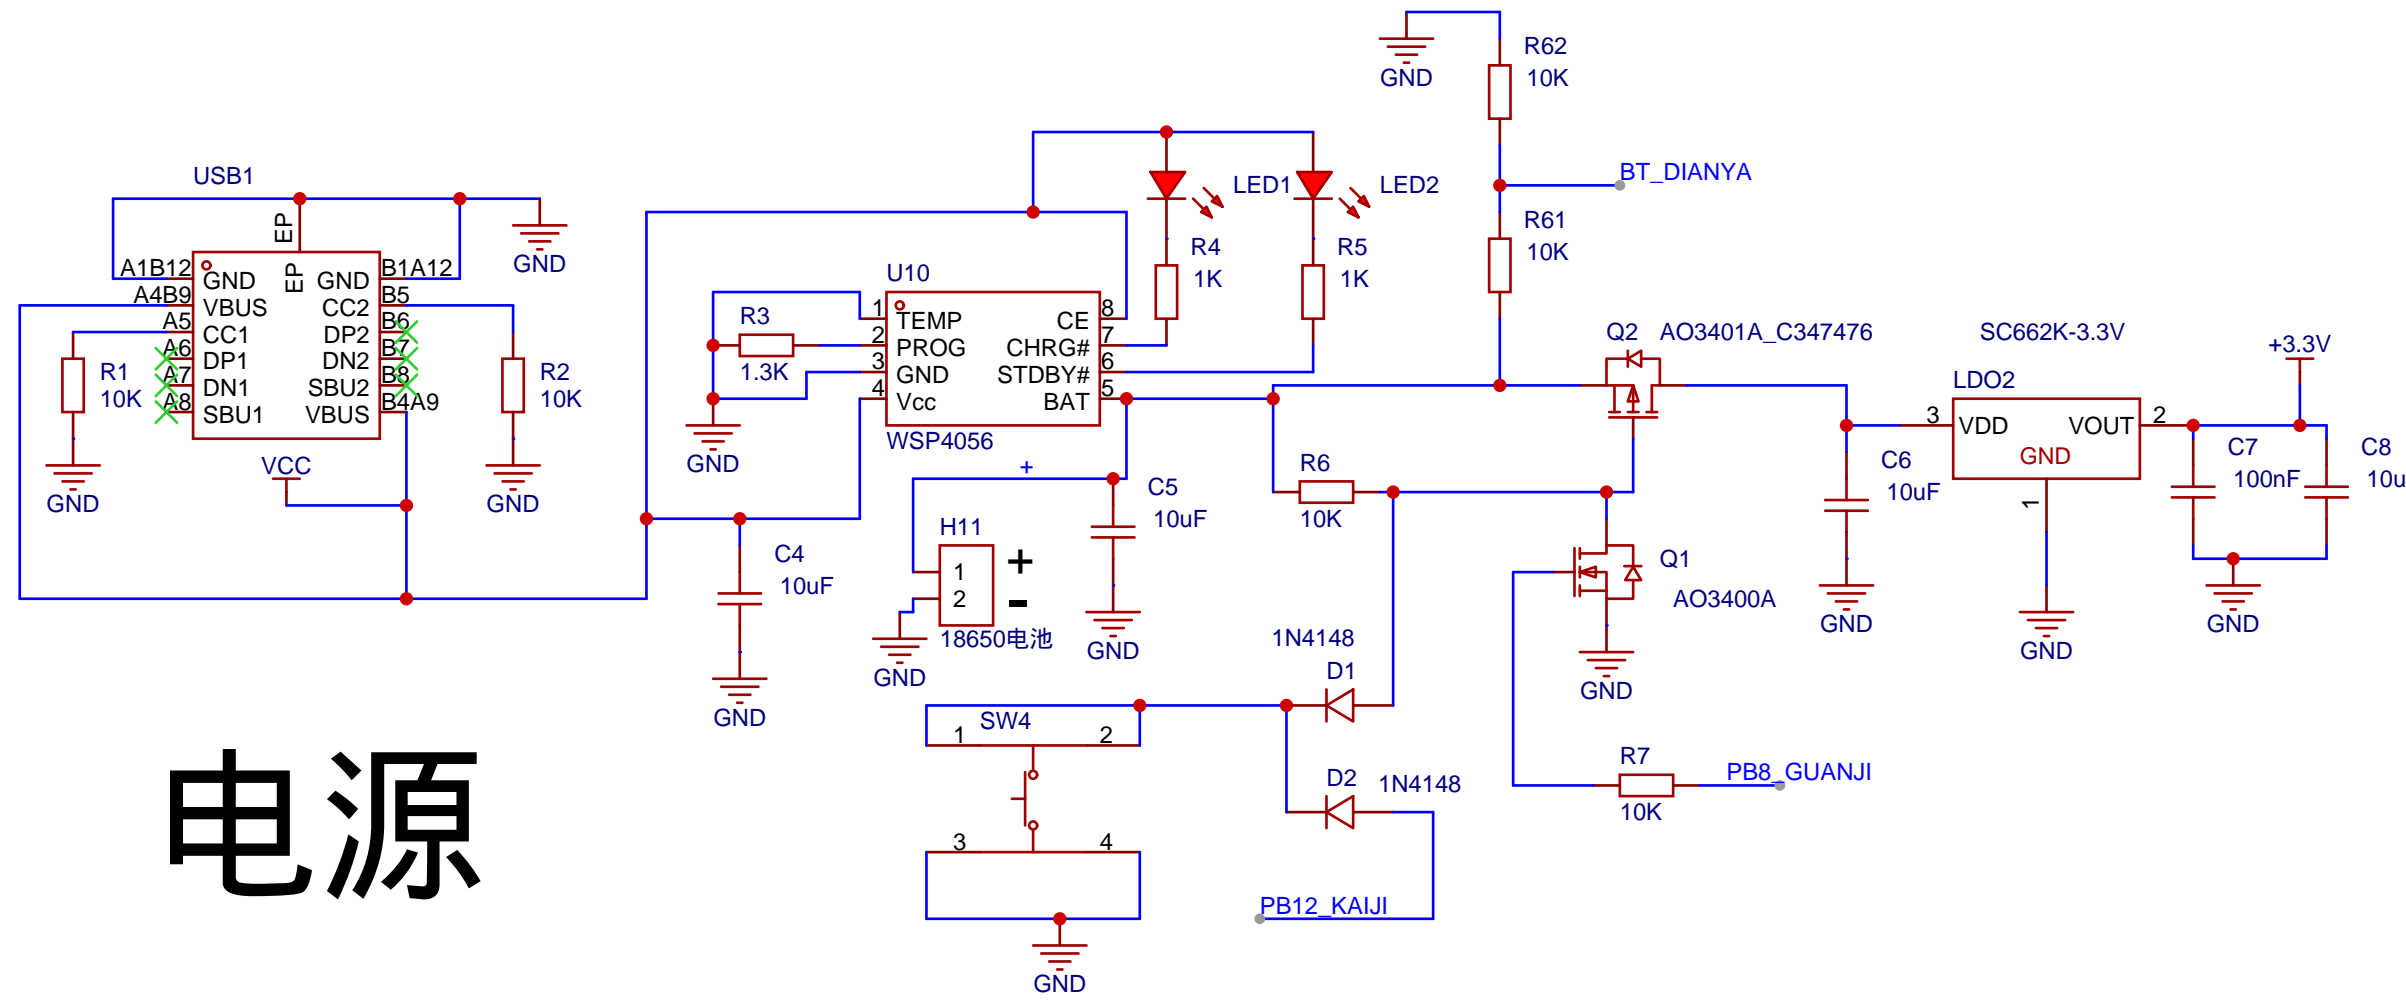 USB1
EP
EP
GND
A1B12
GND
A4B9
VBUS
A5
CC1
A6
DP1
A7
DN1
A8
SBU1
B1A12
GND
B5
CC2
B6
DP2
B7
DN2
B8
SBU2
B4A9
VBUS
R1
10K
GND
R2
10K
GND
VCC
U10
1
TEMP
2
PROG
3
GND
4
Vcc
8
CE
7
CHRG#
6
STDBY#
5
BAT
WSP4056
R3
1.3K
GND
LED1
LED2
R4
1K
R5
1K
GND
R62
10K
BT_DIANYA
R61
10K
Q2
AO3401A_C347476
SC662K-3.3V
+3.3V
LDO2
3
VDD
VOUT
2
GND
1
GND
C6
10uF
GND
C7
100nF
C8
10u
GND
+
C4
10uF
GND
H11
1
2
+
-
18650电池
GND
C5
10uF
GND
R6
10K
Q1
AO3400A
GND
1N4148
D1
D2
1N4148
R7
10K
PB8_GUANJI
PB12_KAIJI
SW4
1
2
3
4
GND
电源